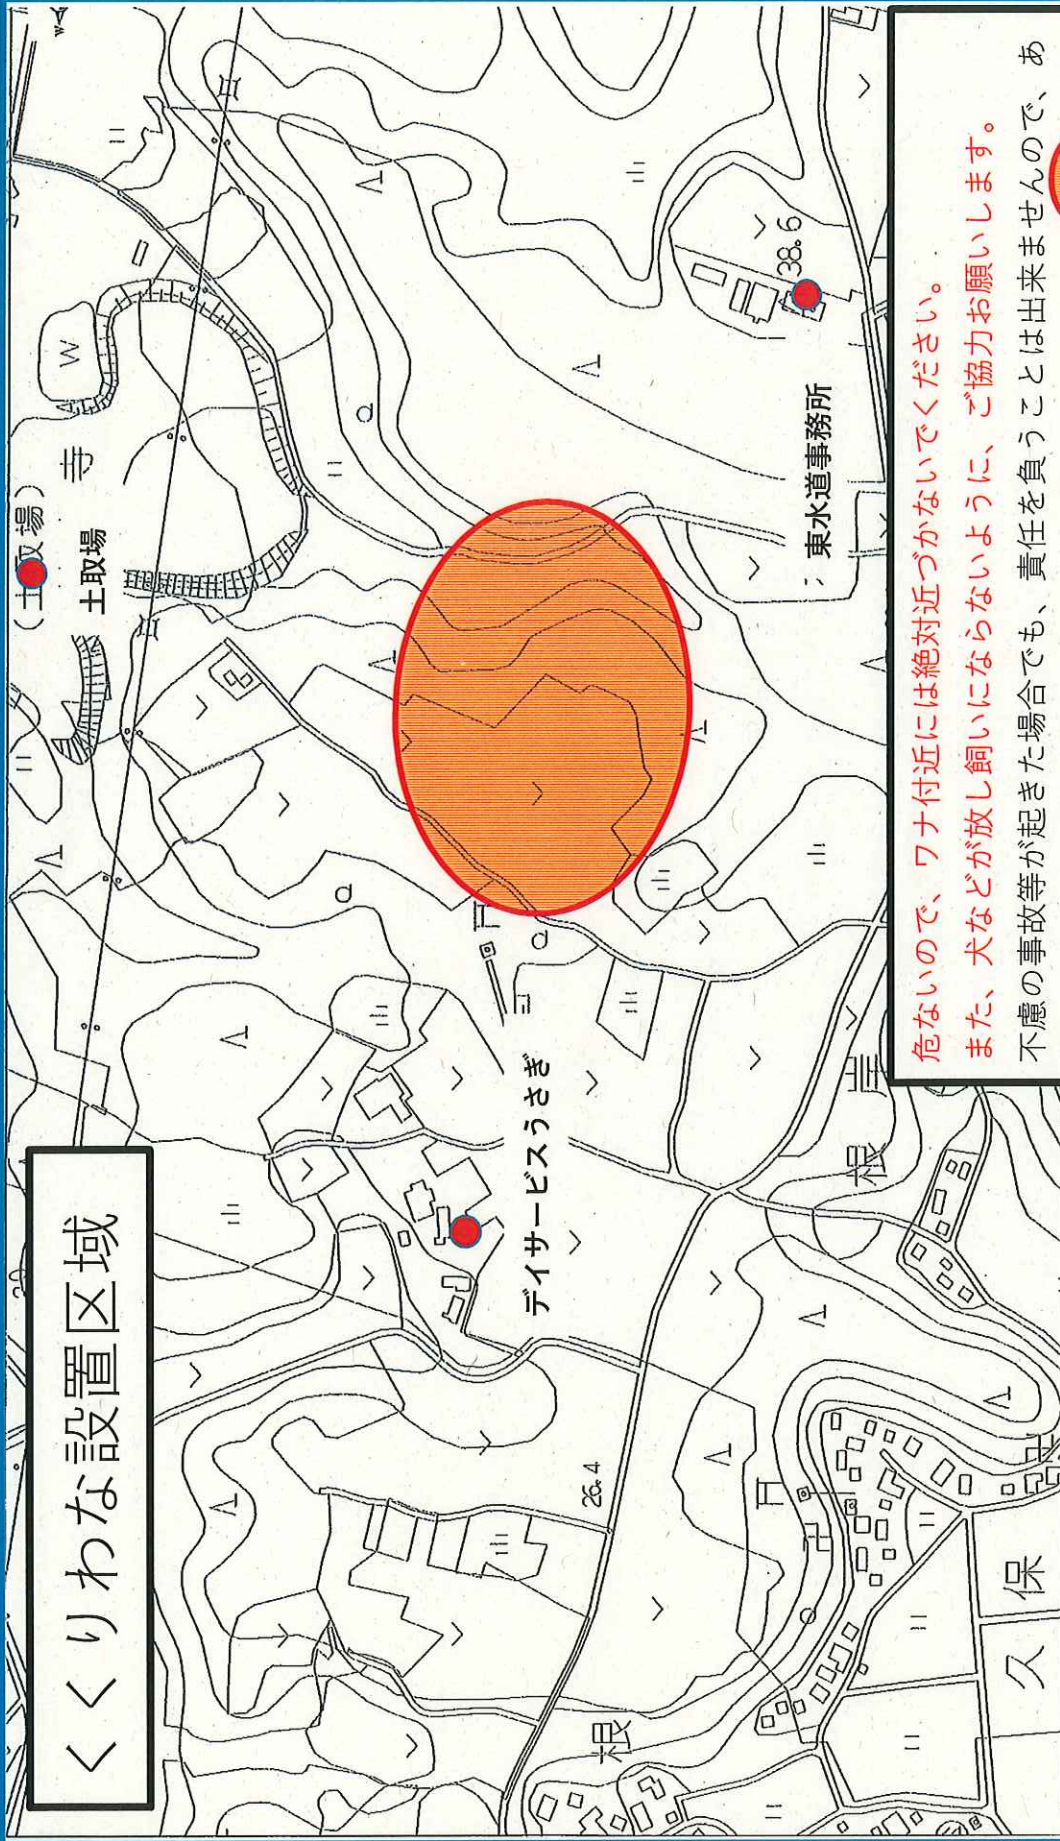 くくりわな設置区域
(土取場)
土取場
寺
W
38.6
東水道事務所
デイサービスうさぎ
26.4
根
根
久保
危ないので、ワナ付近には絶対近づかないでください。
また、犬などが放し飼いにならないように、ご協力お願いします。
不慮の事故等が起きた場合でも、責任を負うことは出来ませんので、あ